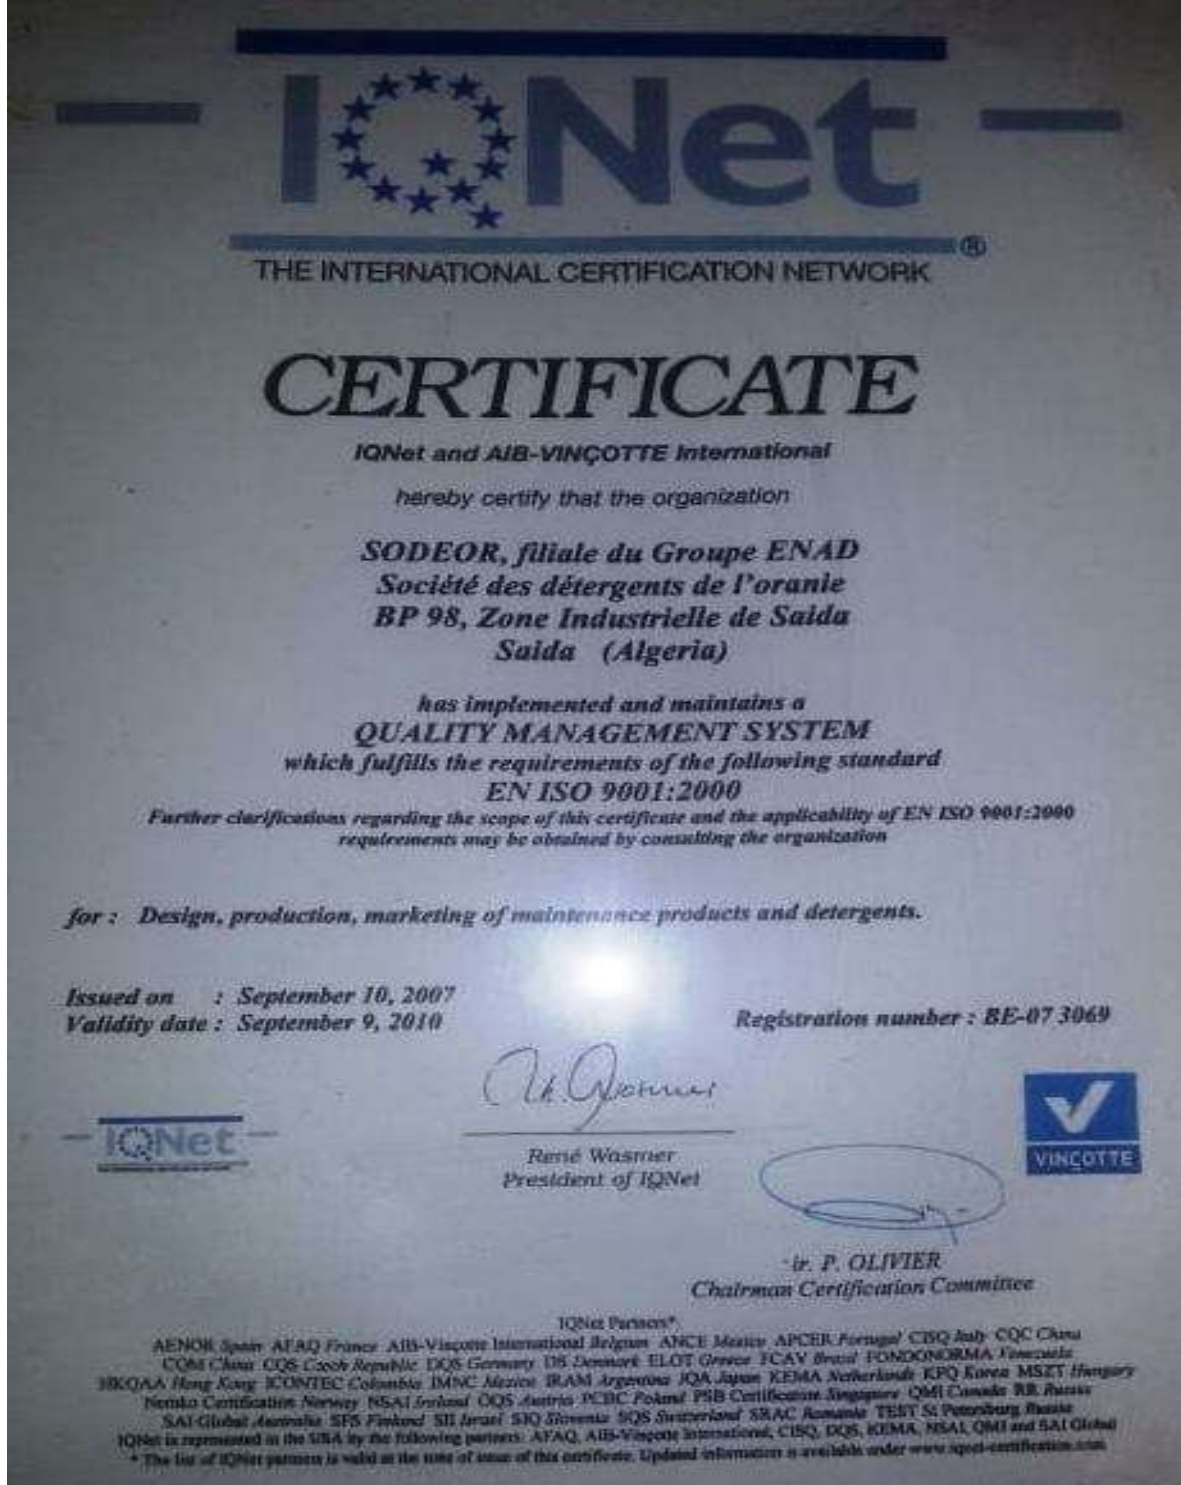 IQNet
®
THE INTERNATIONAL CERTIFICATION NETWORK
CERTIFICATE
IQNet and AIB-VINÇOTTE International
hereby certify that the organization
SODEOR, filiale du Groupe ENAD
Société des détergents de l'oranie
BP 98, Zone Industrielle de Saida
Saida (Algeria)
has implemented and maintains a
QUALITY MANAGEMENT SYSTEM
which fulfills the requirements of the following standard
EN ISO 9001:2000
Further clarifications regarding the scope of this certificate and the applicability of EN ISO 9001:2000
requirements may be obtained by consulting the organization
for : Design, production, marketing of maintenance products and detergents.
Issued on : September 10, 2007
Validity date : September 9, 2010
Registration number : BE-07 3069
IQNet
René Wasmer
President of IQNet
VINÇOTTE
ir. P. OLIVIER
Chairman Certification Committee
IQNet Partners*:
AENOR Spain AFAQ France AIB-Vinçotte International Belgium ANCE Mexico APCER Portugal CISQ Italy CQC China
CQM China CQS Czech Republic DQS Germany DS Denmark ELOT Greece FCAV Brazil FONDONORMA Venezuela
HKQAA Hong Kong ICONTEC Colombia IMNC Mexico IRAM Argentina JQA Japan KEMA Netherlands KFQ Korea MSZT Hungary
Nemko Certification Norway NSAI Ireland ÖQS Austria PCBC Poland PSB Certification Singapore QMI Canada RR Russia
SAI Global Australia SFS Finland SII Israel SIQ Slovenia SQS Switzerland SRAC Romania TEST St Petersburg Russia
IQNet is represented in the USA by the following partners: AFAQ, AIB-Vinçotte International, CISQ, DQS, KEMA, NSAI, QMI and SAI Global
* The list of IQNet partners is valid at the time of issue of this certificate. Updated information is available under www.iqnet-certification.com